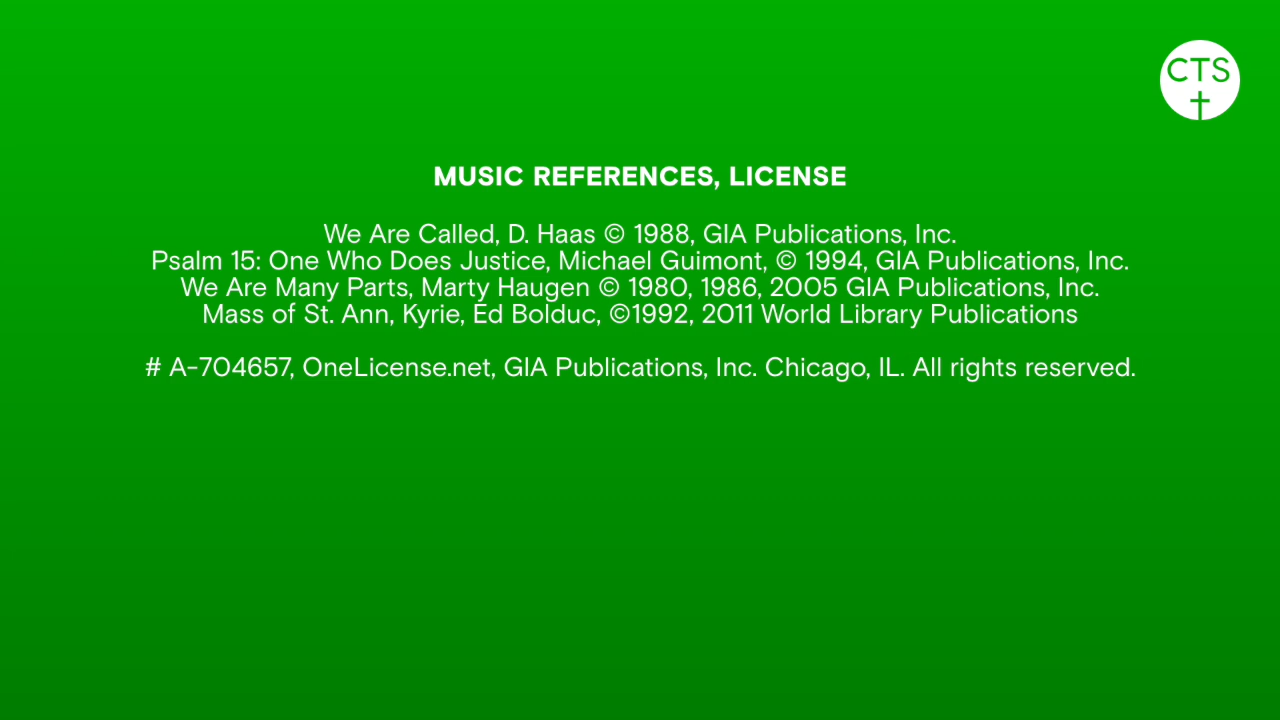 CTS
MUSIC REFERENCES, LICENSE
We Are Called, D. Haas © 1988, GIA Publications, Inc.
Psalm 15: One Who Does Justice, Michael Guimont, © 1994, GIA Publications, Inc.
We Are Many Parts, Marty Haugen © 1980, 1986, 2005 GIA Publications, Inc.
Mass of St. Ann, Kyrie, Ed Bolduc, ©1992, 2011 World Library Publications
# A-704657, OneLicense.net, GIA Publications, Inc. Chicago, IL. All rights reserved.